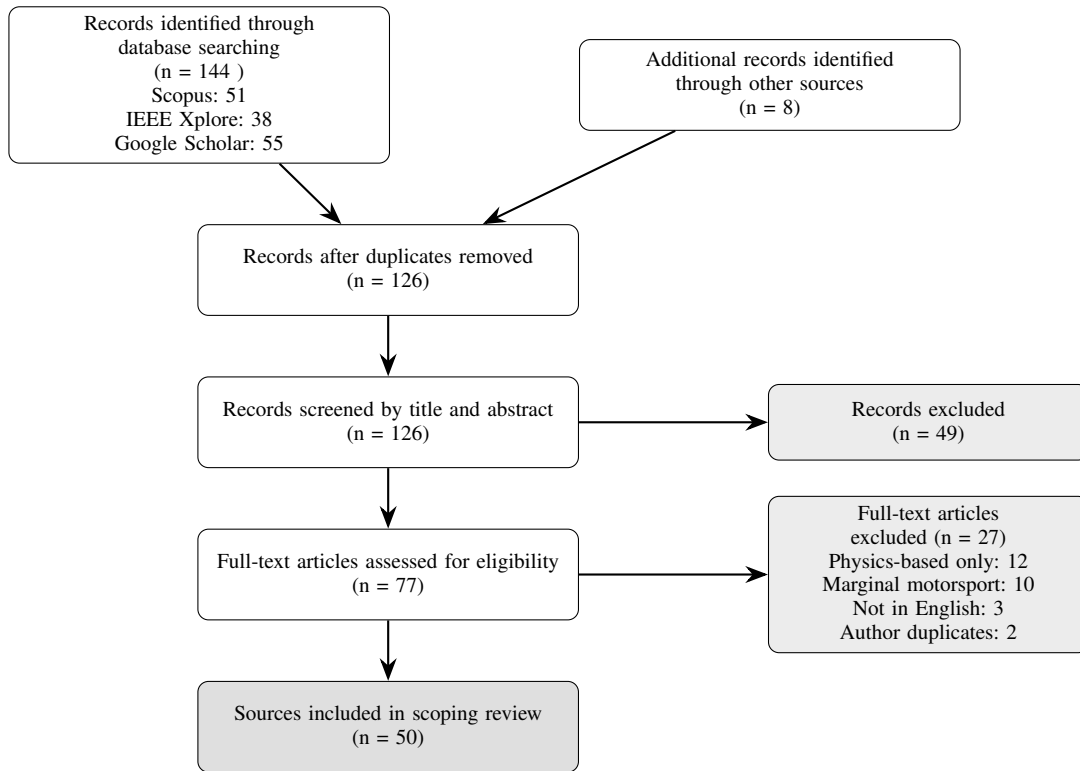 Records identified through
database searching
(n = 144 )
Scopus: 51
IEEE Xplore: 38
Google Scholar: 55
Additional records identified
through other sources
(n = 8)
Records after duplicates removed
(n = 126)
Records screened by title and abstract
(n = 126)
Records excluded
(n = 49)
Full-text articles assessed for eligibility
(n = 77)
Full-text articles
excluded (n = 27)
Physics-based only: 12
Marginal motorsport: 10
Not in English: 3
Author duplicates: 2
Sources included in scoping review
(n = 50)